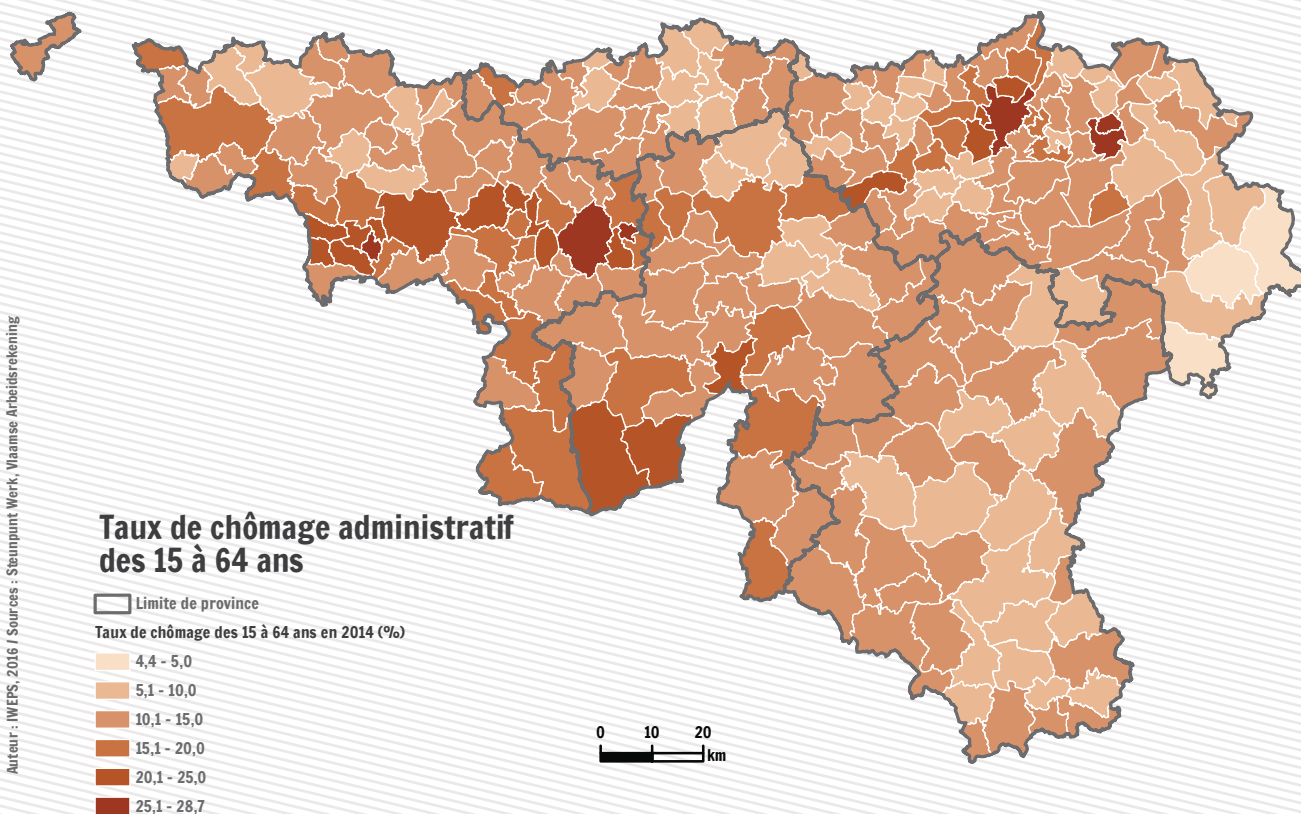 Taux de chômage administratif
des 15 à 64 ans
Limite de province
Taux de chômage des 15 à 64 ans en 2014 (%)
4,4 - 5,0
5,1 - 10,0
10,1 - 15,0
15,1 - 20,0
20,1 - 25,0
25,1 - 28,7
0 10 20
km
Auteur : IWEPS, 2016 / Sources : Steunpunt Werk, Vlaamse Arbeidsrekening